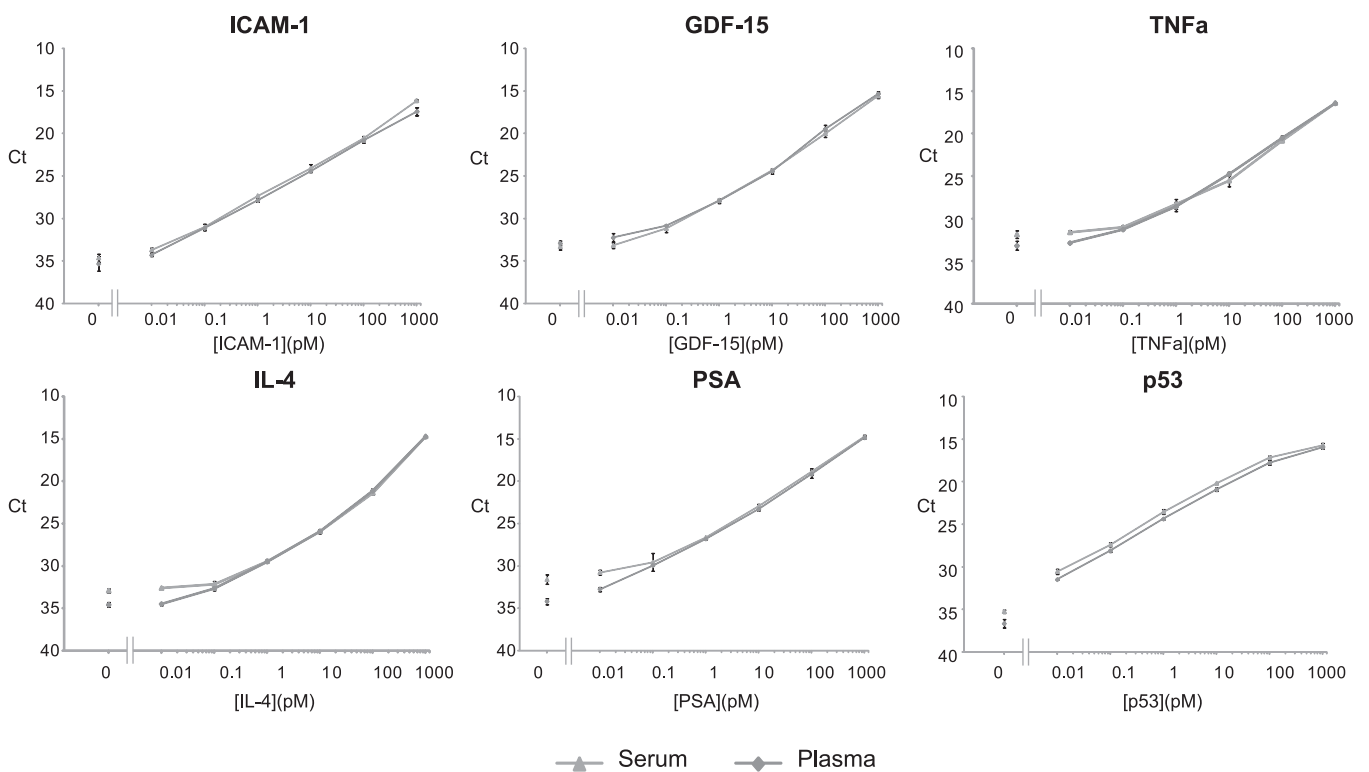 ICAM-1 GDF-15 TNFa
10 10 10
15 15 15
20 20 20
Ct Ct Ct
25 25 25
30 30 30
35 35 35
40 40 40
0 0.01 0.1 1 10 100 1000 0 0.01 0.1 1 10 100 1000 0 0.01 0.1 1 10 100 1000
[ICAM-1](pM) [GDF-15](pM) [TNFa](pM)
IL-4 PSA p53
10 10 10
15 15 15
20 20 20
Ct Ct Ct
25 25 25
30 30 30
35 35 35
40 40 40
0 0.01 0.1 1 10 100 1000 0 0.01 0.1 1 10 100 1000 0 0.01 0.1 1 10 100 1000
[IL-4](pM) [PSA](pM) [p53](pM)
Serum Plasma